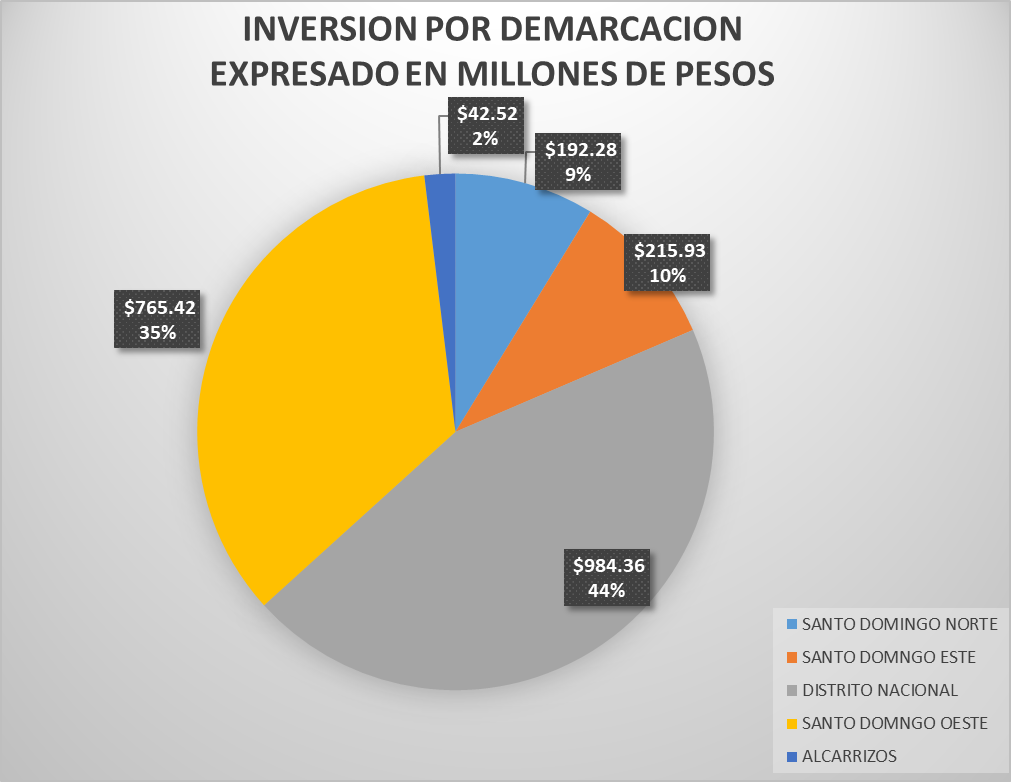 INVERSION POR DEMARCACION
EXPRESADO EN MILLONES DE PESOS
$42.52
2%
$192.28
9%
$215.93
10%
$765.42
35%
$984.36
44%
SANTO DOMINGO NORTE
SANTO DOMNGO ESTE
DISTRITO NACIONAL
SANTO DOMNGO OESTE
ALCARRIZOS